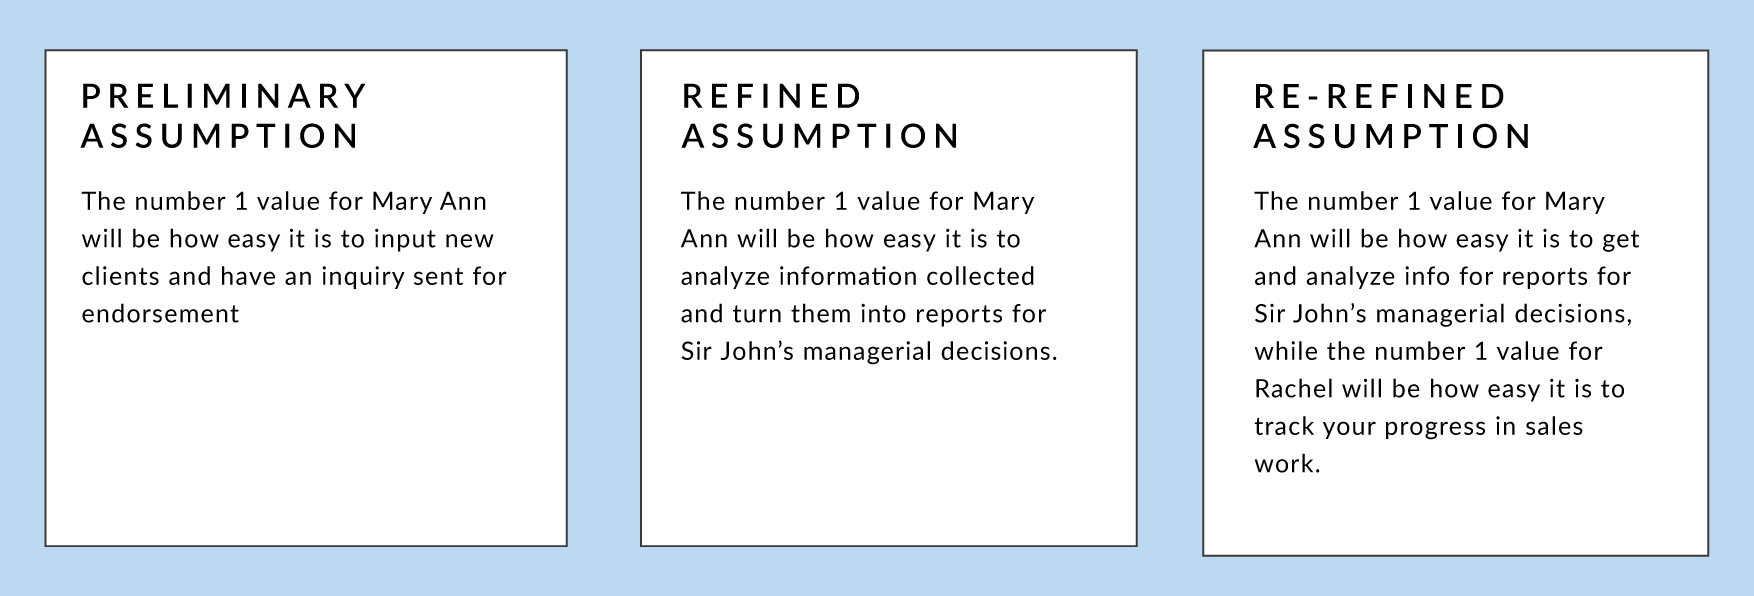 PRELIMINARY
ASSUMPTION
The number 1 value for Mary Ann
will be how easy it is to input new
clients and have an inquiry sent for
endorsement
REFINED
ASSUMPTION
The number 1 value for Mary
Ann will be how easy it is to
analyze information collected
and turn them into reports for
Sir John’s managerial decisions.
RE-REFINED
ASSUMPTION
The number 1 value for Mary
Ann will be how easy it is to get
and analyze info for reports for
Sir John’s managerial decisions,
while the number 1 value for
Rachel will be how easy it is to
track your progress in sales
work.